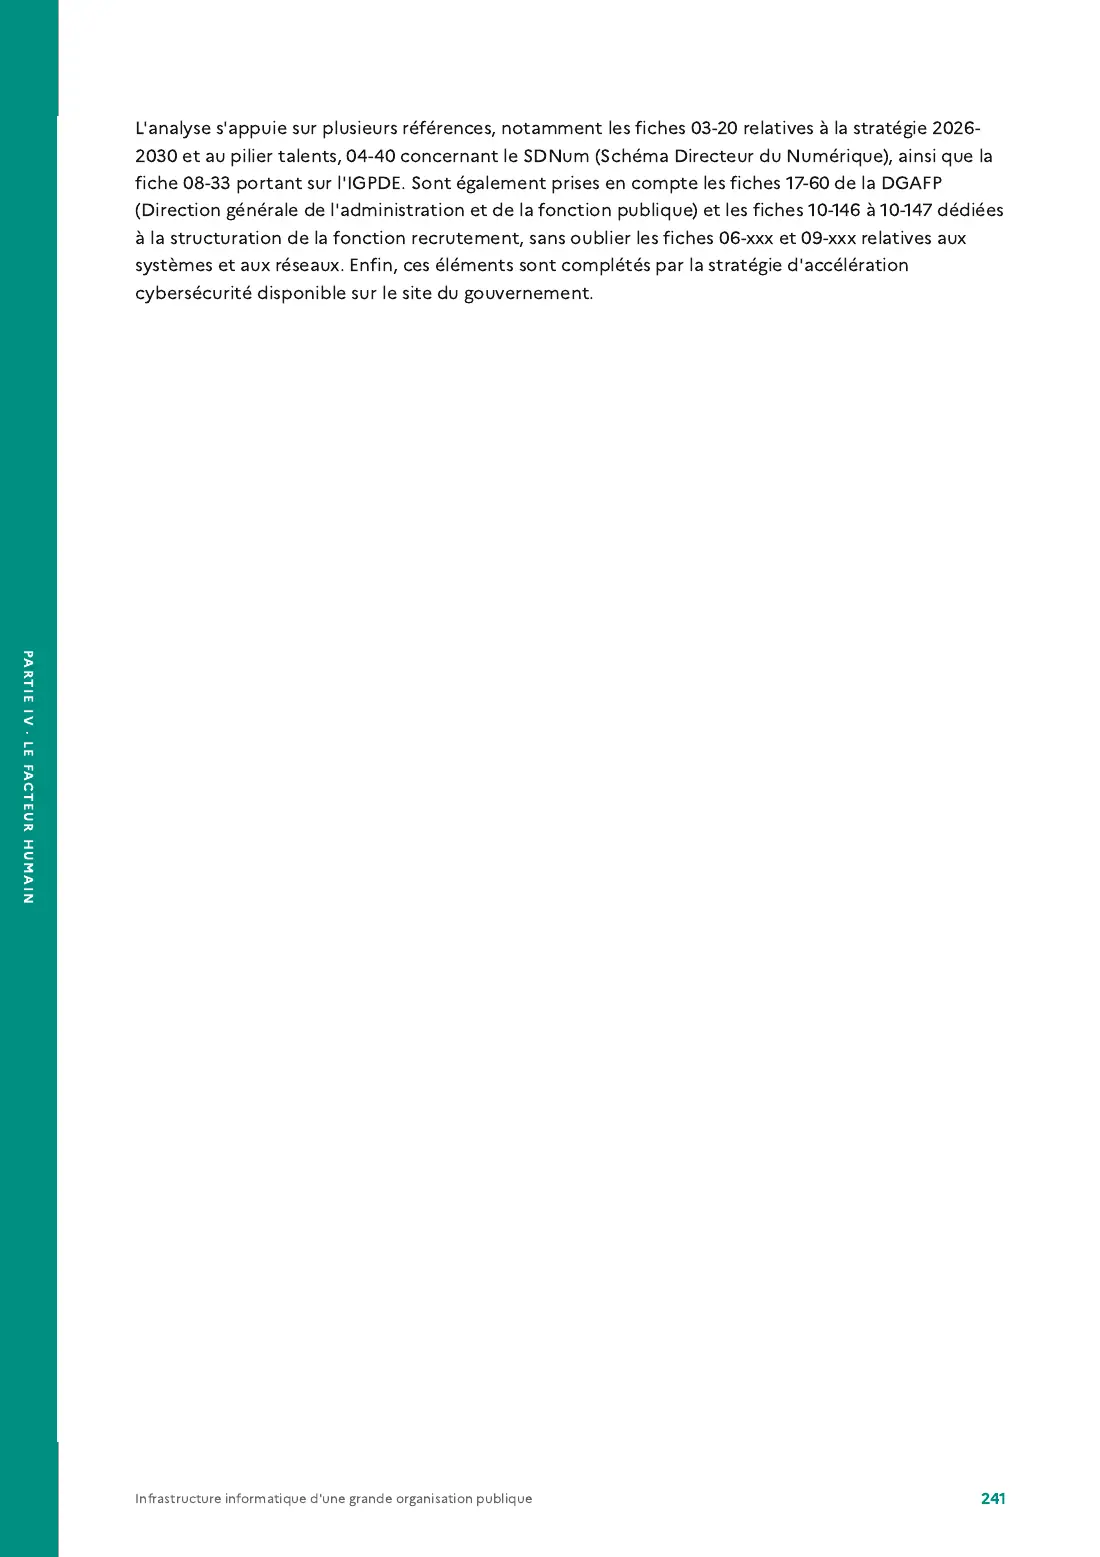 L'analyse s'appuie sur plusieurs références, notamment les fiches 03-20 relatives à la stratégie 2026-
2030 et au pilier talents, 04-40 concernant le SDNum (Schéma Directeur du Numérique), ainsi que la
fiche 08-33 portant sur l'IGPDE. Sont également prises en compte les fiches 17-60 de la DGAFP
(Direction générale de l'administration et de la fonction publique) et les fiches 10-146 à 10-147 dédiées
à la structuration de la fonction recrutement, sans oublier les fiches 06-xxx et 09-xxx relatives aux
systèmes et aux réseaux. Enfin, ces éléments sont complétés par la stratégie d'accélération
cybersécurité disponible sur le site du gouvernement.
PARTIE IV · LE FACTEUR HUMAIN
Infrastructure informatique d'une grande organisation publique
241